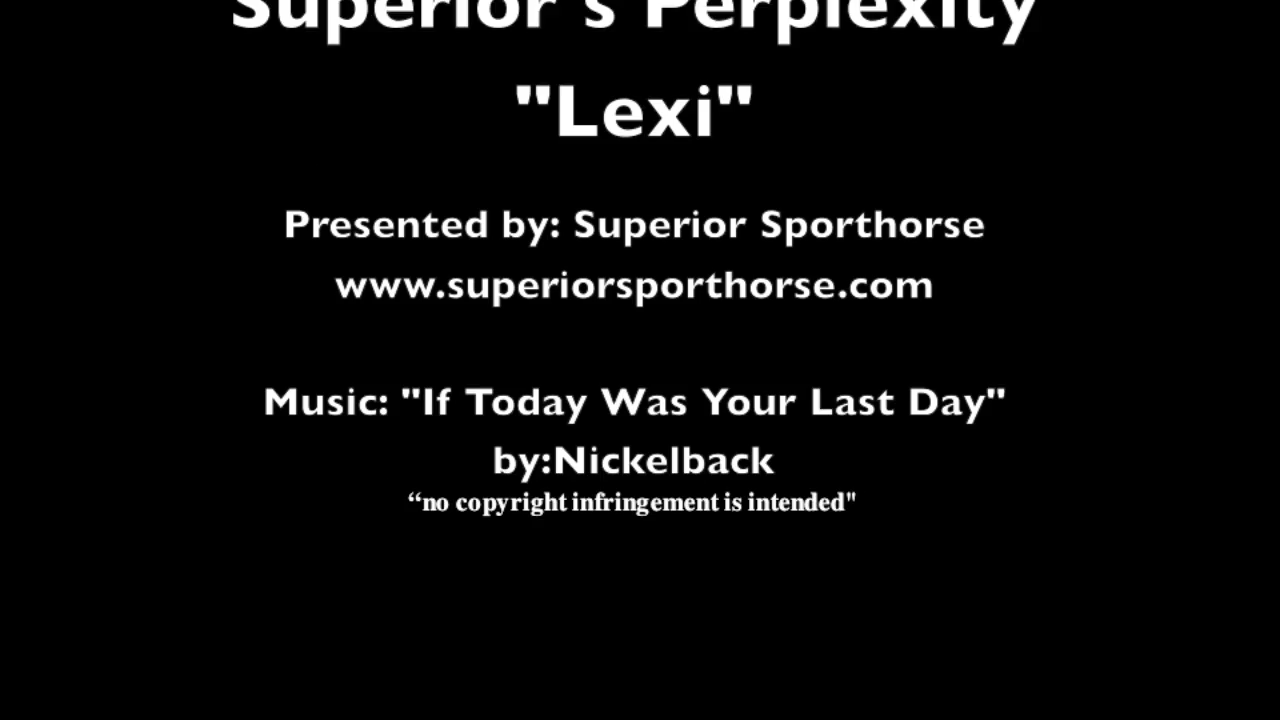 Superior's Perplexity
"Lexi"
Presented by: Superior Sporthorse
www.superiorsporthorse.com
Music: "If Today Was Your Last Day"
by:Nickelback
“no copyright infringement is intended"